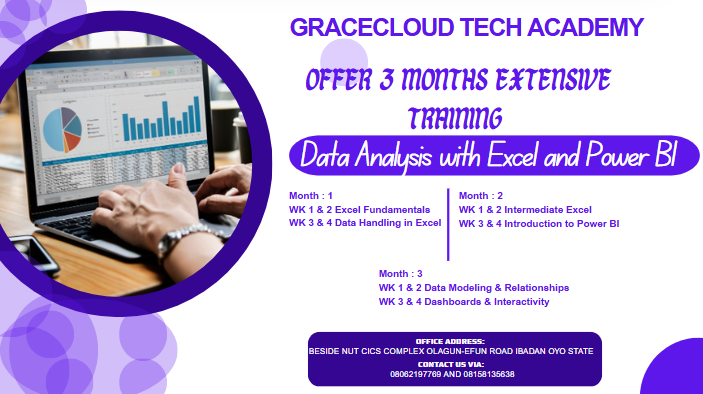 GRACECLOUD TECH ACADEMY
OFFER 3 MONTHS EXTENSIVE
TRAINING
Data Analysis with Excel and Power BI
Month : 1
WK 1 & 2 Excel Fundamentals
WK 3 & 4 Data Handling in Excel
Month : 2
WK 1 & 2 Intermediate Excel
WK 3 & 4 Introduction to Power BI
Month : 3
WK 1 & 2 Data Modeling & Relationships
WK 3 & 4 Dashboards & Interactivity
OFFICE ADDRESS:
BESIDE NUT CICS COMPLEX OLAGUN-EFUN ROAD IBADAN OYO STATE
CONTACT US VIA:
08062197769 AND 08158135638